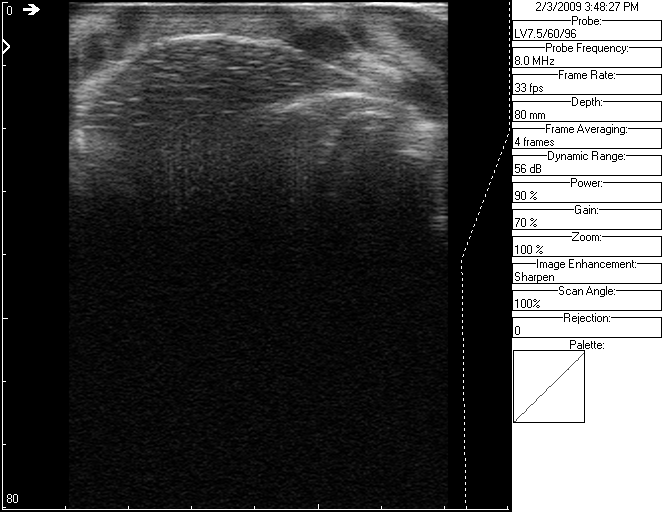 0
80
2/3/2009 3:48:27 PM
Probe:
LV7.5/60/96
Probe Frequency:
8.0 MHz
Frame Rate:
33 fps
Depth:
80 mm
Frame Averaging:
4 frames
Dynamic Range:
56 dB
Power:
90 %
Gain:
70 %
Zoom:
100 %
Image Enhancement:
Sharpen
Scan Angle:
100%
Rejection:
0
Palette: